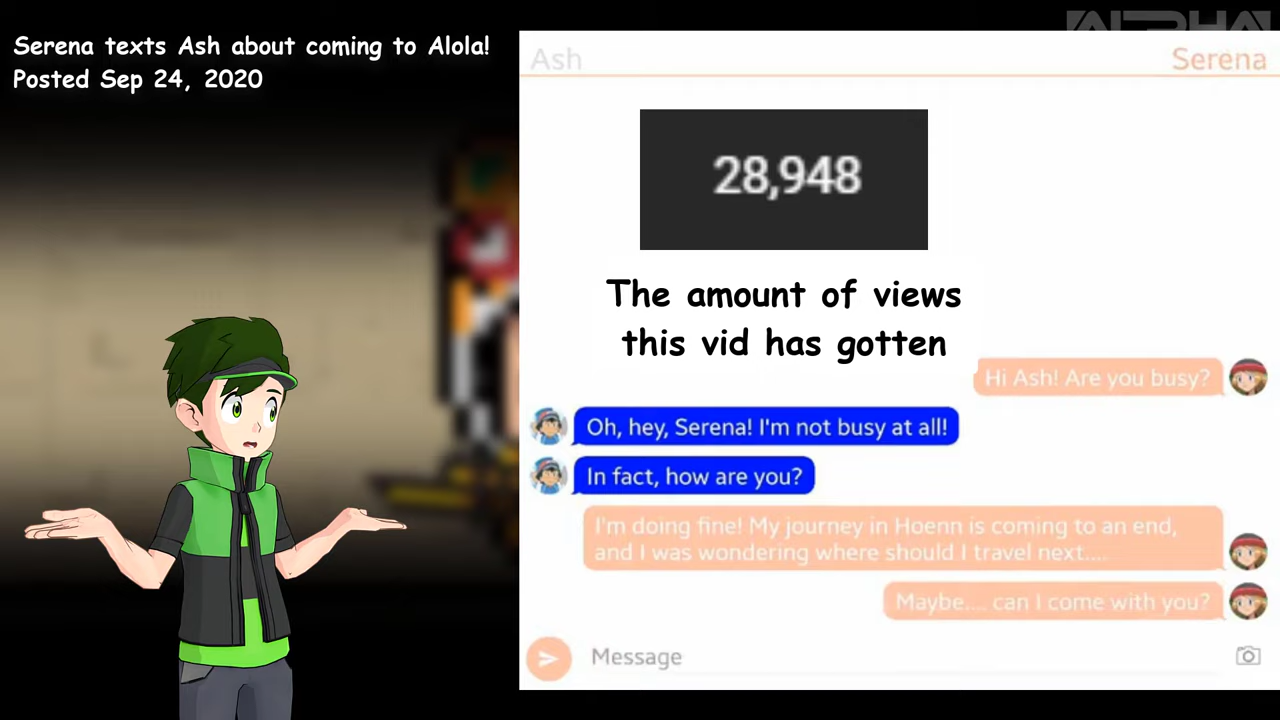 Serena texts Ash about coming to Alola!
Posted Sep 24, 2020
ALPHA
Ash
Serena
28,948
The amount of views
this vid has gotten
Hi Ash! Are you busy?
Oh, hey, Serena! I'm not busy at all!
In fact, how are you?
I'm doing fine! My journey in Hoenn is coming to an end,
and I was wondering where should I travel next....
Maybe.... can I come with you?
Message